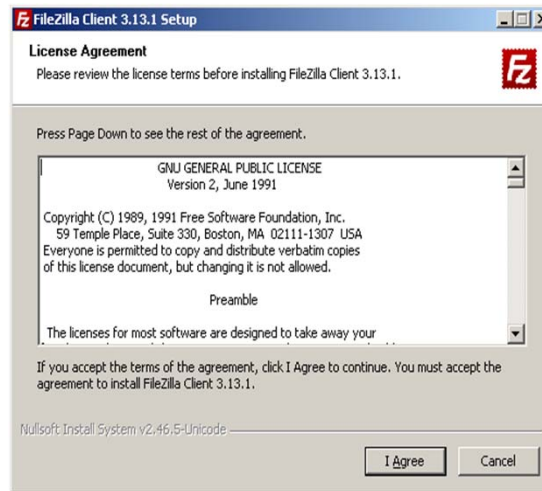 FileZilla Client 3.13.1 Setup
License Agreement
Please review the license terms before installing FileZilla Client 3.13.1.
Fz
Press Page Down to see the rest of the agreement.
GNU GENERAL PUBLIC LICENSE
Version 2, June 1991
Copyright (C) 1989, 1991 Free Software Foundation, Inc.
59 Temple Place, Suite 330, Boston, MA 02111-1307 USA
Everyone is permitted to copy and distribute verbatim copies
of this license document, but changing it is not allowed.
Preamble
The licenses for most software are designed to take away your
If you accept the terms of the agreement, click I Agree to continue. You must accept the
agreement to install FileZilla Client 3.13.1.
Nullsoft Install System v2.46.5-Unicode
I Agree Cancel